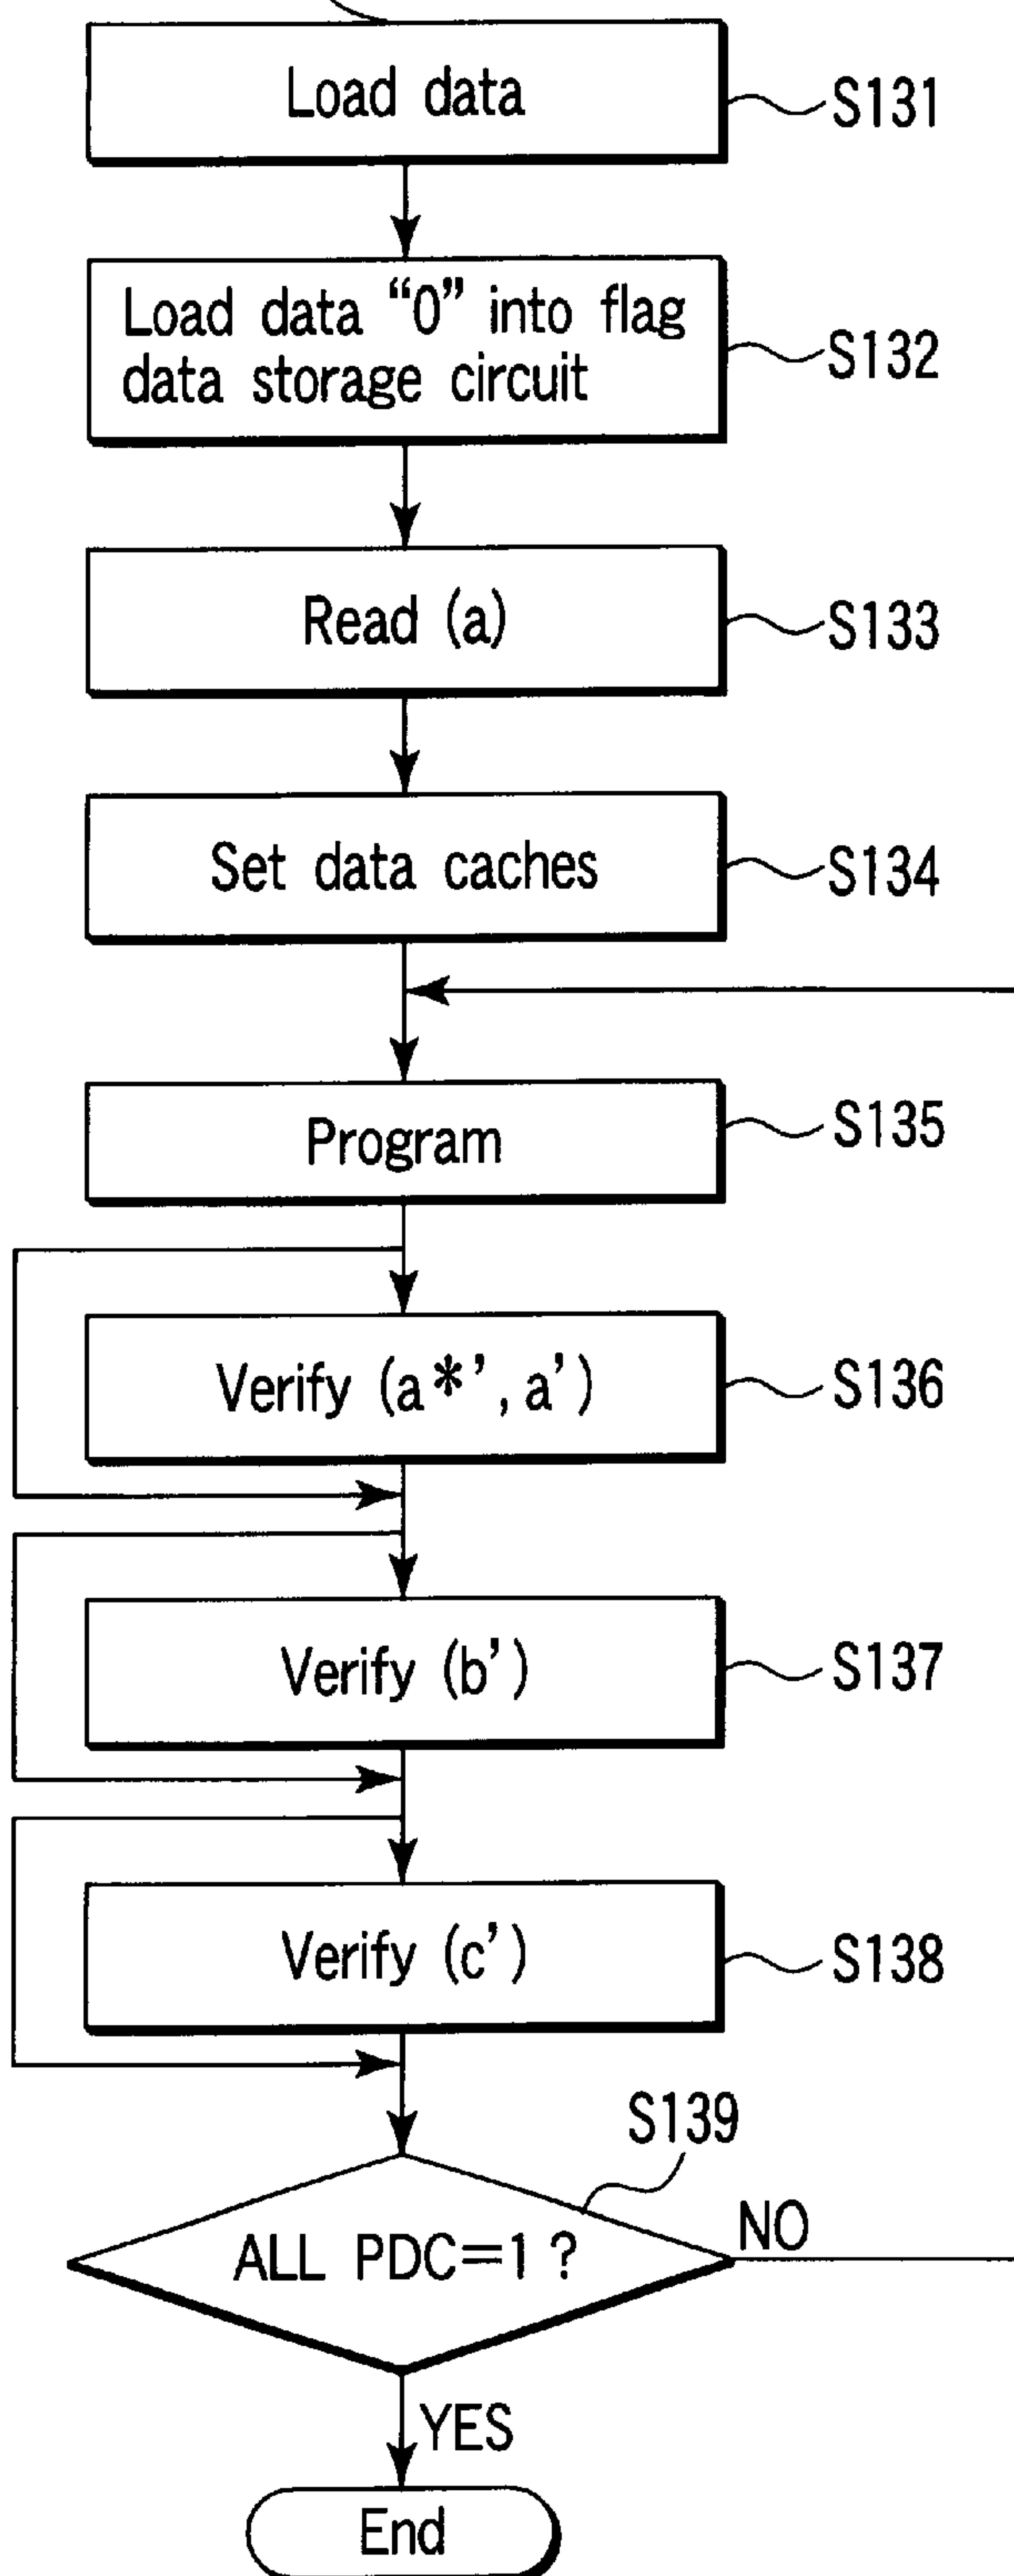 Load data
S131
Load data “0” into flag
data storage circuit
S132
Read (a)
S133
Set data caches
S134
Program
S135
Verify (a*’, a’)
S136
Verify (b’)
S137
Verify (c’)
S138
S139
ALL PDC=1 ?
NO
YES
End